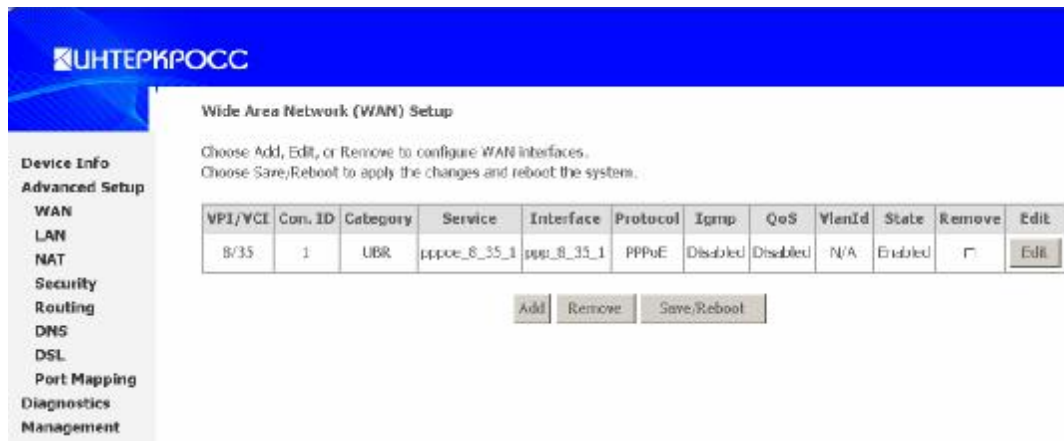 ИНТЕРКРОСС
Wide Area Network (WAN) Setup
Choose Add, Edit, or Remove to configure WAN interfaces.
Choose Save/Reboot to apply the changes and reboot the system.
Device Info
Advanced Setup
WAN
LAN
NAT
Security
Routing
DNS
DSL
Port Mapping
Diagnostics
Management
VPI/VCI Con. ID Category Service Interface Protocol Igmp QoS VlanId State Remove Edit
8/35 1 UBR pppoe_8_35_1 ppp_8_35_1 PPPoE Disabled Disabled N/A Enabled Edit
Add Remove Save/Reboot